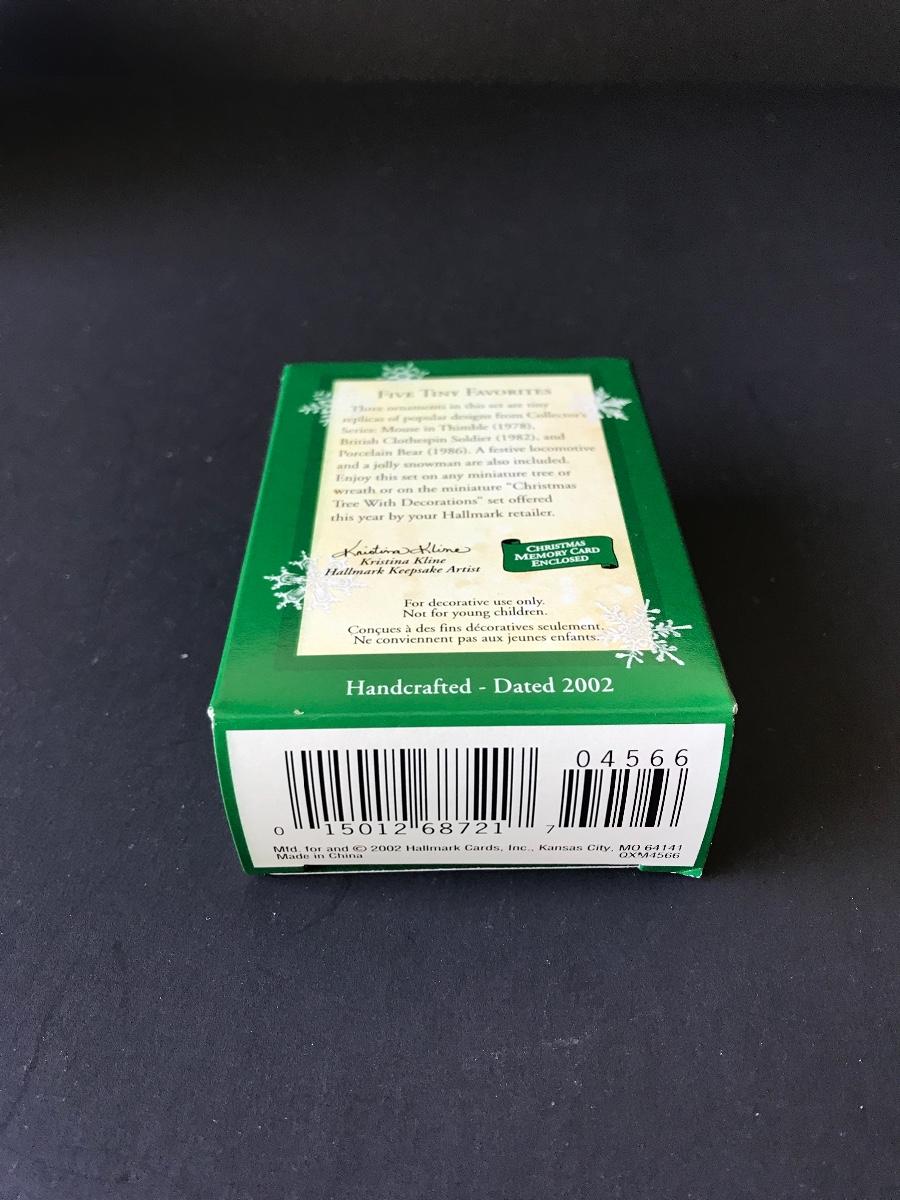 FIVE TINY FAVORITES
Three ornaments in this set are tiny
replicas of popular designs from Collector's
Series: Mouse in Thimble (1978),
British Clothespin Soldier (1982), and
Porcelain Bear (1986). A festive locomotive
and a jolly snowman are also included.
Enjoy this set on any miniature tree or
wreath or on the miniature "Christmas
Tree With Decorations" set offered
this year by your Hallmark retailer.
Kristina Kline
Kristina Kline
Hallmark Keepsake Artist
CHRISTMAS
MEMORY CARD
ENCLOSED
For decorative use only.
Not for young children.
Conçues à des fins décoratives seulement.
Ne conviennent pas aux jeunes enfants.
Handcrafted - Dated 2002
04566
0 15012 68721 7
Mfd. for and © 2002 Hallmark Cards, Inc., Kansas City, MO 64141
Made in China QXM4566